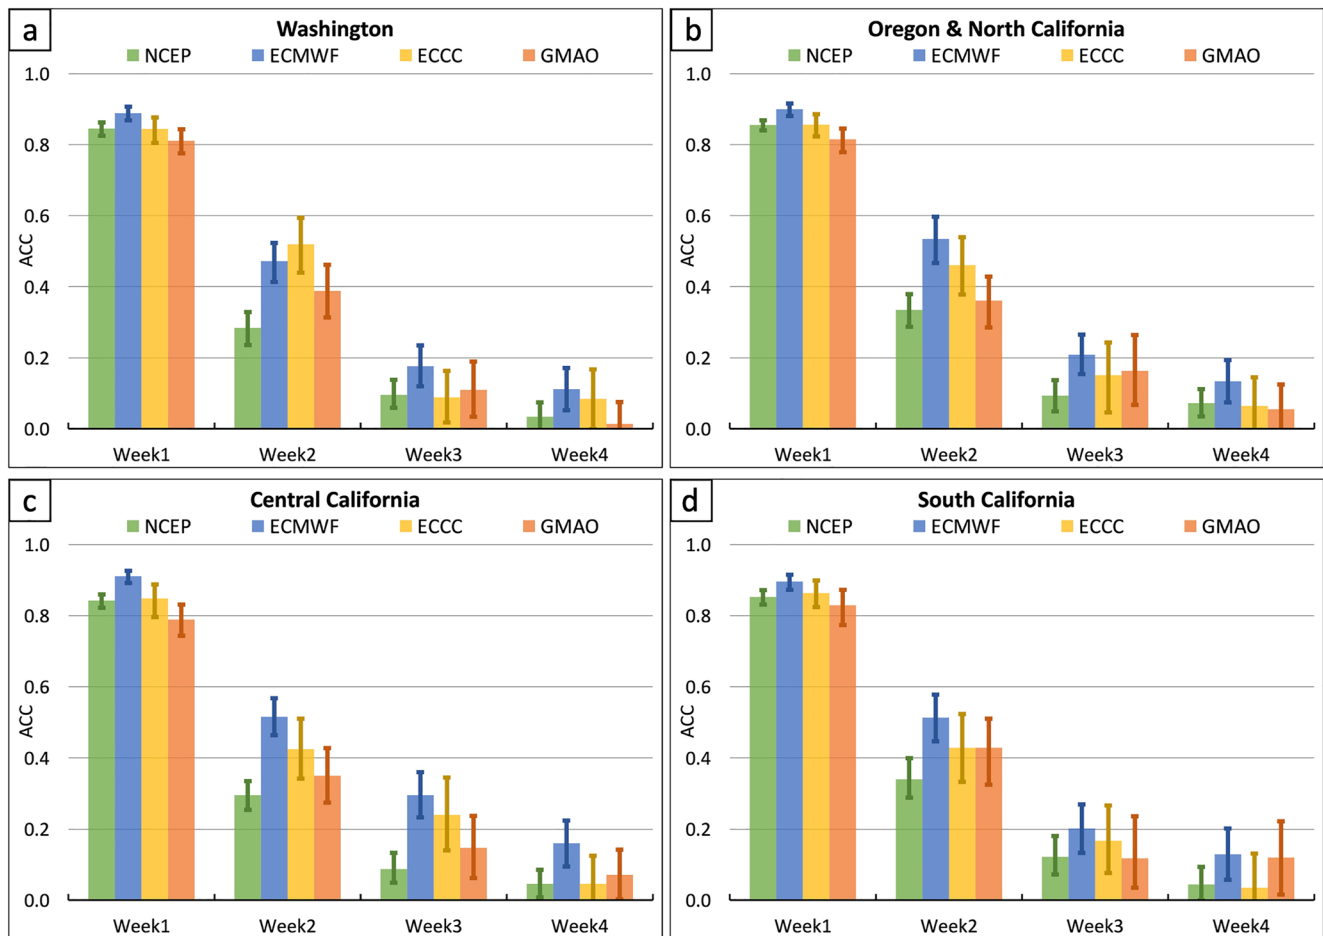 a
Washington
NCEP ECMWF ECCC GMAO
1.0
0.8
0.6
0.4
0.2
0.0
ACC
Week1 Week2 Week3 Week4
b
Oregon & North California
NCEP ECMWF ECCC GMAO
1.0
0.8
0.6
0.4
0.2
0.0
ACC
Week1 Week2 Week3 Week4
c
Central California
NCEP ECMWF ECCC GMAO
1.0
0.8
0.6
0.4
0.2
0.0
ACC
Week1 Week2 Week3 Week4
d
South California
NCEP ECMWF ECCC GMAO
1.0
0.8
0.6
0.4
0.2
0.0
ACC
Week1 Week2 Week3 Week4